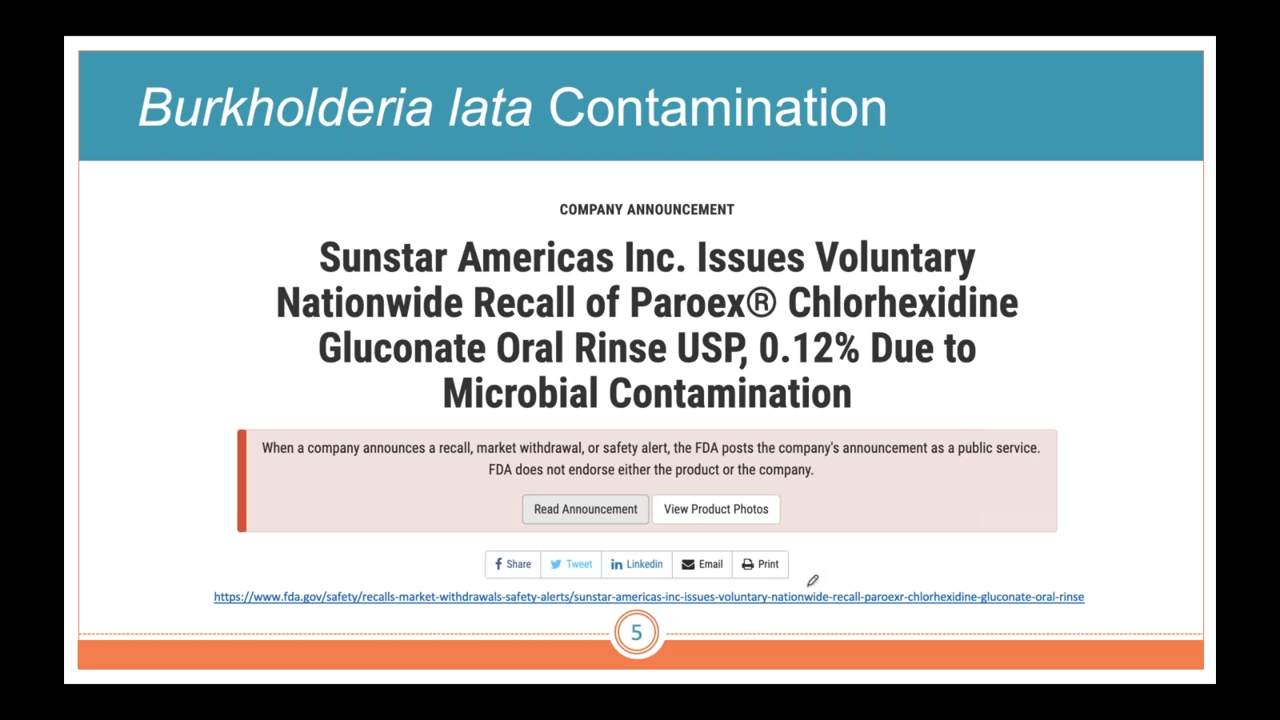 Burkholderia lata Contamination
COMPANY ANNOUNCEMENT
Sunstar Americas Inc. Issues Voluntary
Nationwide Recall of Paroex® Chlorhexidine
Gluconate Oral Rinse USP, 0.12% Due to
Microbial Contamination
When a company announces a recall, market withdrawal, or safety alert, the FDA posts the company's announcement as a public service.
FDA does not endorse either the product or the company.
Read Announcement View Product Photos
Share Tweet Linkedin Email Print
https://www.fda.gov/safety/recalls-market-withdrawals-safety-alerts/sunstar-americas-inc-issues-voluntary-nationwide-recall-paroexr-chlorhexidine-gluconate-oral-rinse
5